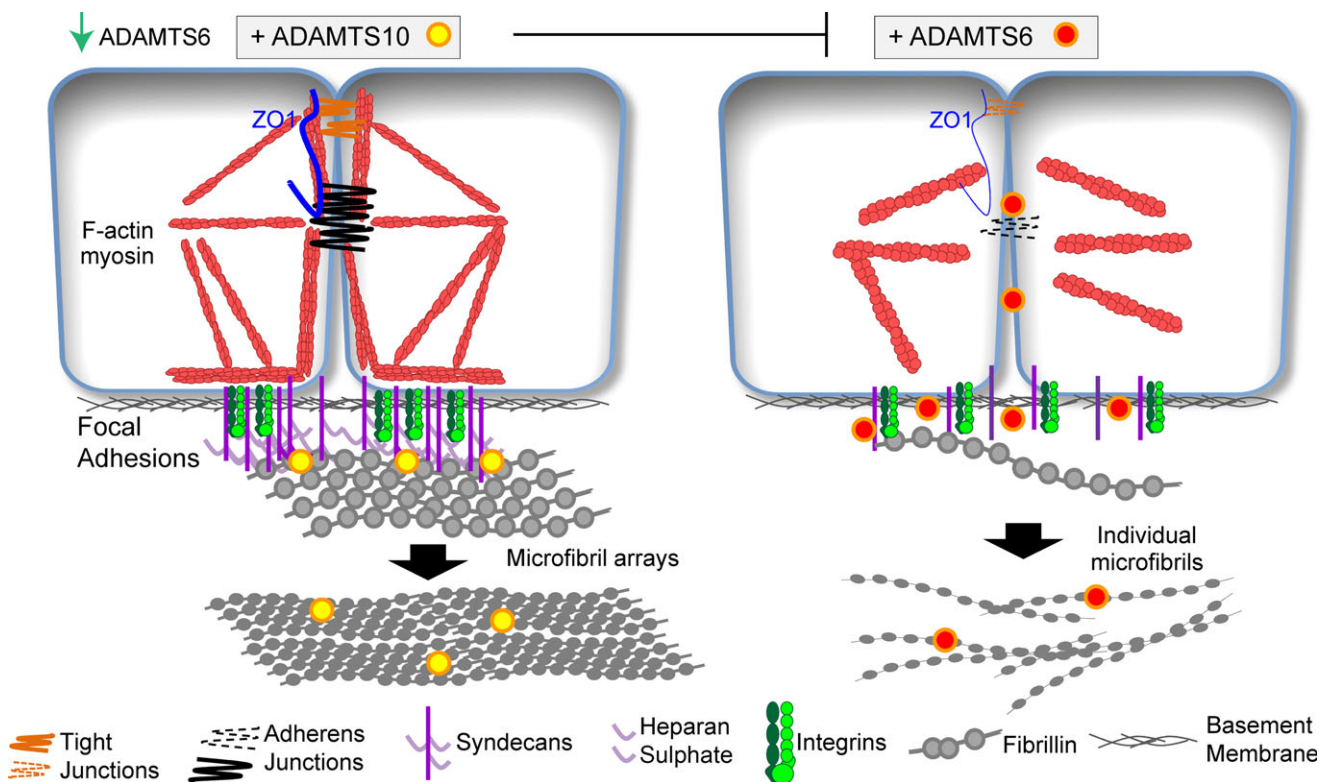 ADAMTS6
+ ADAMTS10
+ ADAMTS6
ZO1
ZO1
F-actin
myosin
Focal
Adhesions
Microfibril arrays
Individual
microfibrils
Tight
Junctions
Adherens
Junctions
Syndecans
Heparan
Sulphate
Integrins
Fibrillin
Basement
Membrane